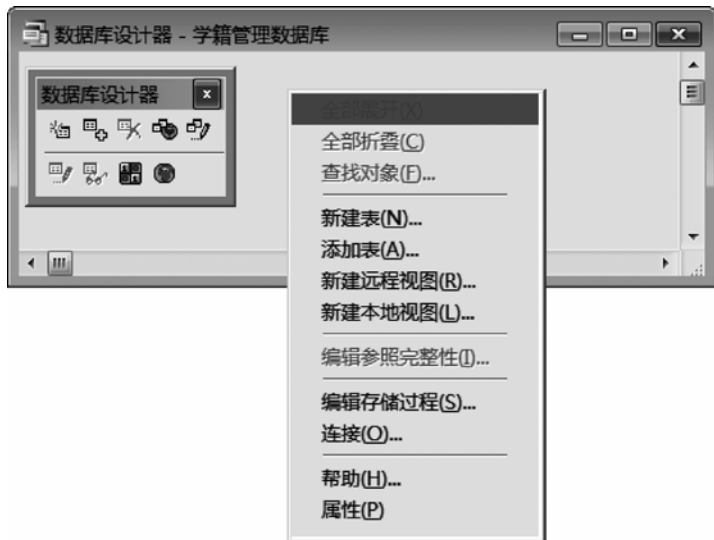 数据库设计器 - 学籍管理数据库
数据库设计器
全部展开(X)
全部折叠(C)
查找对象(F)...
新建表(N)...
添加表(A)...
新建远程视图(R)...
新建本地视图(L)...
编辑参照完整性(I)...
编辑存储过程(S)...
连接(O)...
帮助(H)...
属性(P)